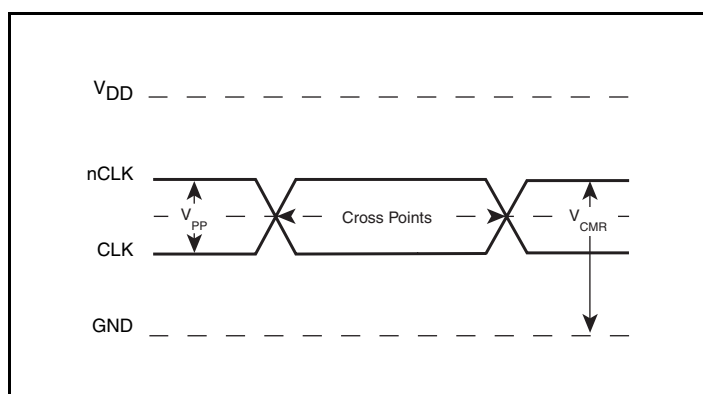 VDD
nCLK
VPP
Cross Points
VCMR
CLK
GND